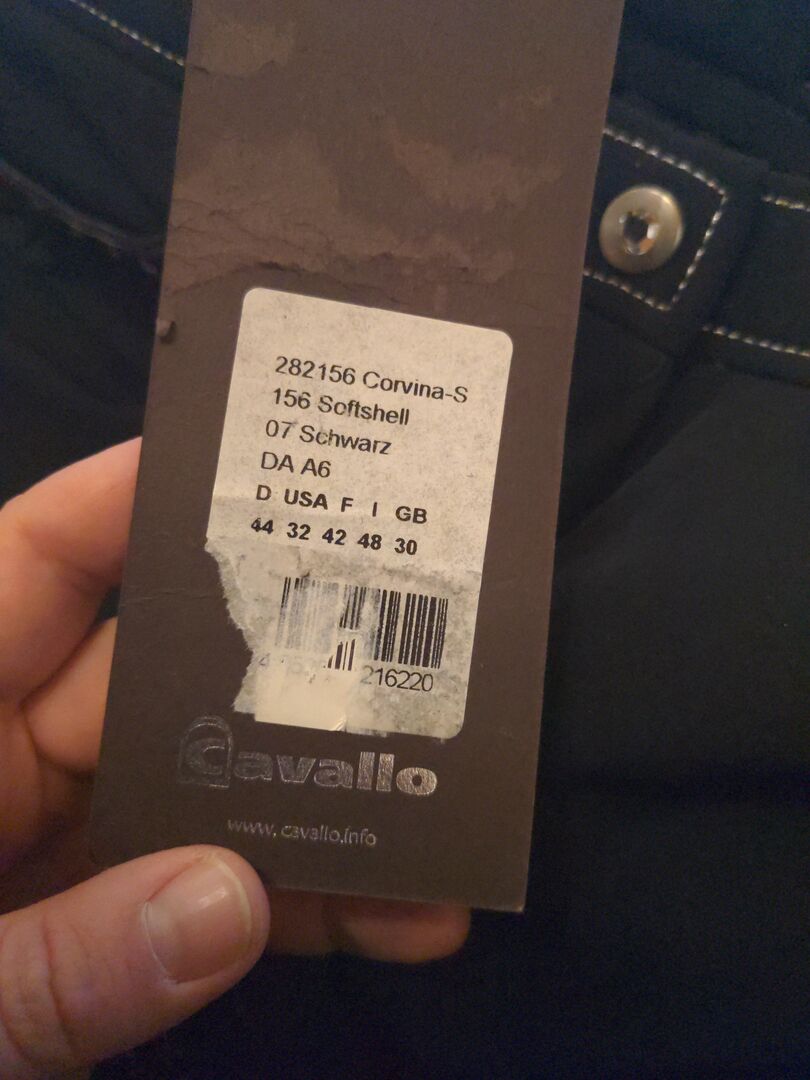 282156 Corvina-S
156 Softshell
07 Schwarz
DA A6
D USA F I GB
44 32 42 48 30
216220
Cavallo
www.cavallo.info